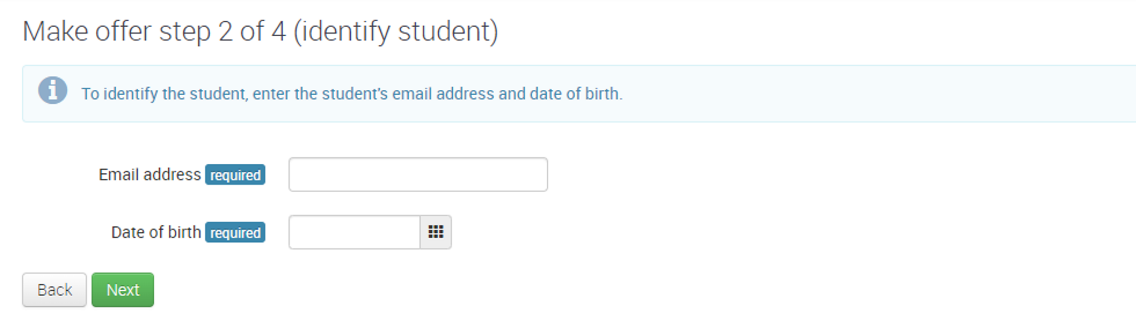 Make offer step 2 of 4 (identify student)
To identify the student, enter the student's email address and date of birth.
Email address required
Date of birth required
Back Next